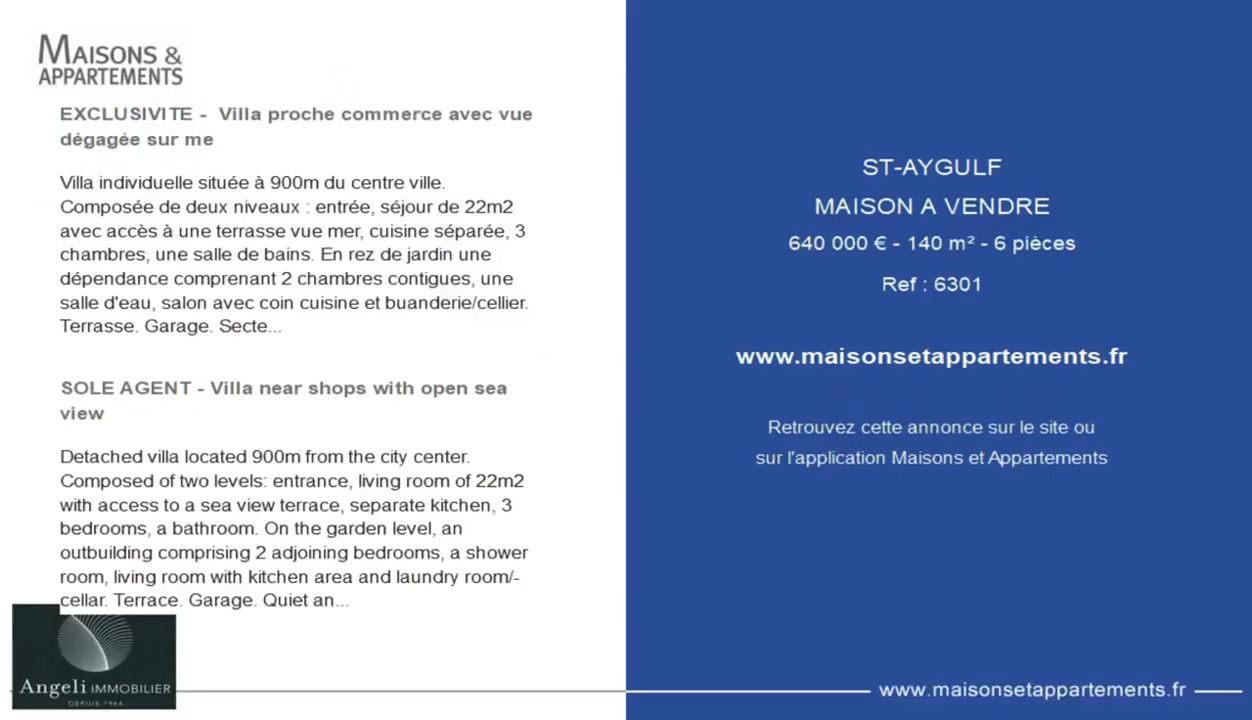 MAISONS &
APPARTEMENTS
EXCLUSIVITE - Villa proche commerce avec vue
dégagée sur me
Villa individuelle située à 900m du centre ville.
Composée de deux niveaux : entrée, séjour de 22m2
avec accès à une terrasse vue mer, cuisine séparée, 3
chambres, une salle de bains. En rez de jardin une
dépendance comprenant 2 chambres contigues, une
salle d'eau, salon avec coin cuisine et buanderie/cellier.
Terrasse. Garage. Secte...
SOLE AGENT - Villa near shops with open sea
view
Detached villa located 900m from the city center.
Composed of two levels: entrance, living room of 22m2
with access to a sea view terrace, separate kitchen, 3
bedrooms, a bathroom. On the garden level, an
outbuilding comprising 2 adjoining bedrooms, a shower
room, living room with kitchen area and laundry room/-
cellar. Terrace. Garage. Quiet an...
Angeli IMMOBILIER
DEPUIS 1964
ST-AYGULF
MAISON A VENDRE
640 000 € - 140 m² - 6 pièces
Ref : 6301
www.maisonsetappartements.fr
Retrouvez cette annonce sur le site ou
sur l'application Maisons et Appartements
www.maisonsetappartements.fr